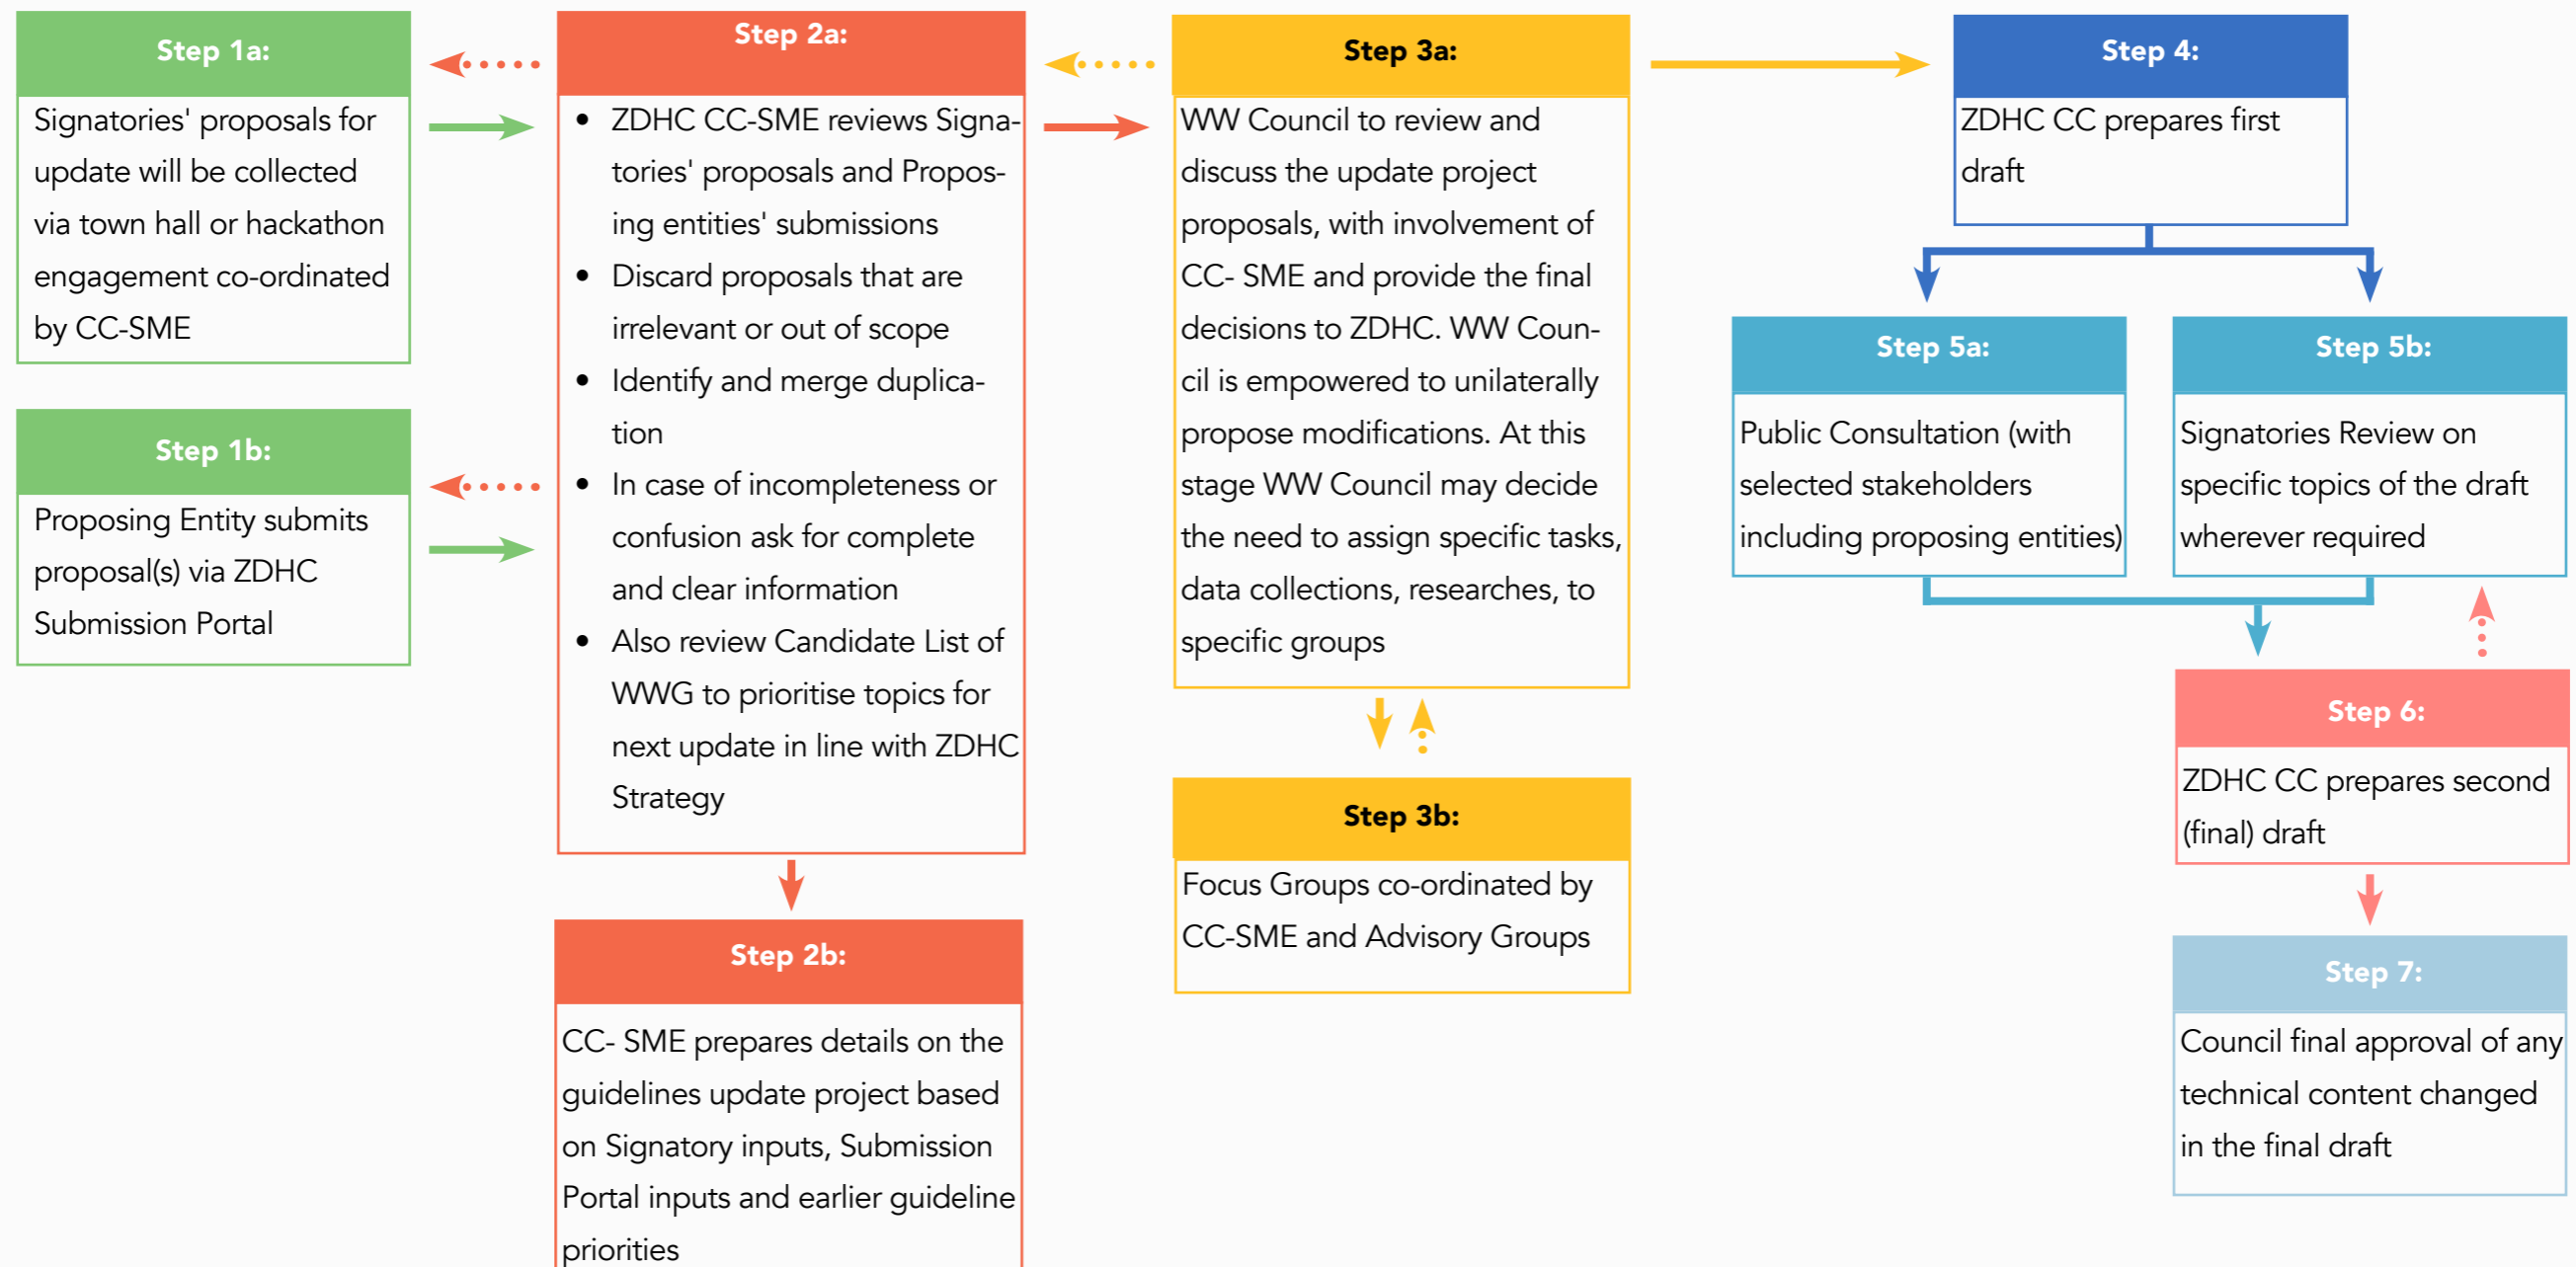 Step 1a:
Signatories' proposals for
update will be collected
via town hall or hackathon
engagement co-ordinated
by CC-SME
Step 1b:
Proposing Entity submits
proposal(s) via ZDHC
Submission Portal
Step 2a:
• ZDHC CC-SME reviews Signa-
tories' proposals and Propos-
ing entities' submissions
• Discard proposals that are
irrelevant or out of scope
• Identify and merge duplica-
tion
• In case of incompleteness or
confusion ask for complete
and clear information
• Also review Candidate List of
WWG to prioritise topics for
next update in line with ZDHC
Strategy
Step 2b:
CC- SME prepares details on the
guidelines update project based
on Signatory inputs, Submission
Portal inputs and earlier guideline
priorities
Step 3a:
WW Council to review and
discuss the update project
proposals, with involvement of
CC- SME and provide the final
decisions to ZDHC. WW Coun-
cil is empowered to unilaterally
propose modifications. At this
stage WW Council may decide
the need to assign specific tasks,
data collections, researches, to
specific groups
Step 3b:
Focus Groups co-ordinated by
CC-SME and Advisory Groups
Step 4:
ZDHC CC prepares first
draft
Step 5a:
Public Consultation (with
selected stakeholders
including proposing entities)
Step 5b:
Signatories Review on
specific topics of the draft
wherever required
Step 6:
ZDHC CC prepares second
(final) draft
Step 7:
Council final approval of any
technical content changed
in the final draft